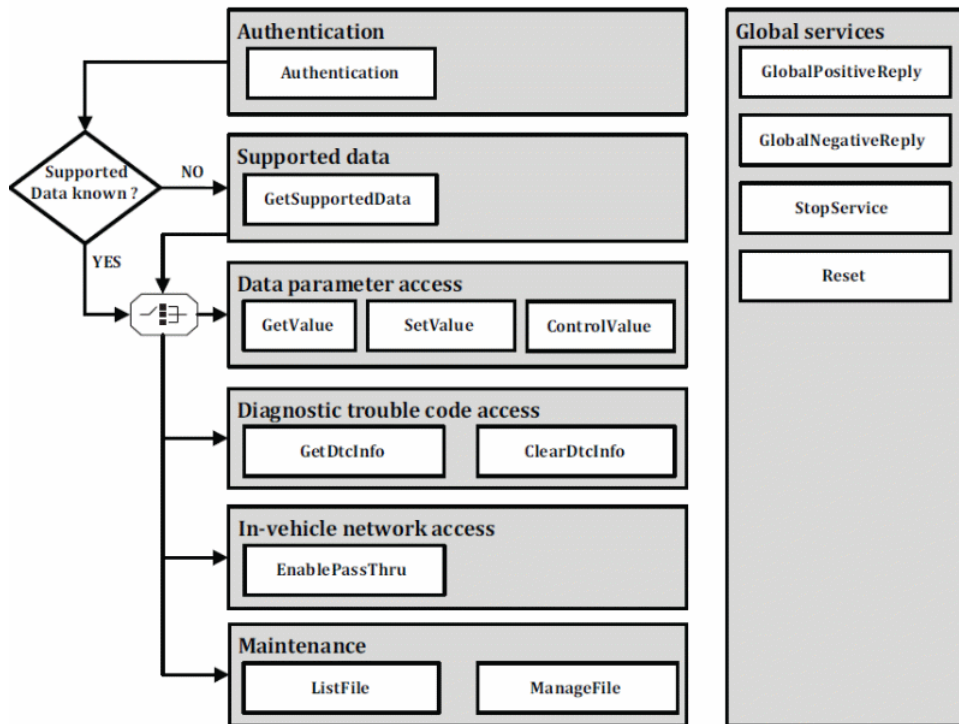 Authentication
Authentication
Supported
Data known ?
NO
YES
Supported data
GetSupportedData
Data parameter access
GetValue
SetValue
ControlValue
Diagnostic trouble code access
GetDtcInfo
ClearDtcInfo
In-vehicle network access
EnablePassThru
Maintenance
ListFile
ManageFile
Global services
GlobalPositiveReply
GlobalNegativeReply
StopService
Reset